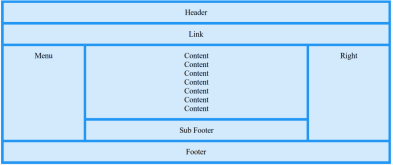 Header
Link
Menu
Content
Content
Content
Content
Content
Content
Content
Right
Sub Footer
Footer